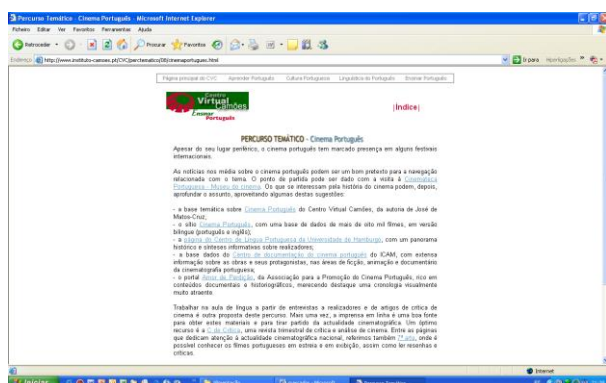 Percurso Temático - Cinema Português - Microsoft Internet Explorer
Ficheiro Editar Ver Favoritos Ferramentas Ajuda
Retroceder Procurar Favoritos
Endereço http://www.instituto-camoes.pt/CVC/perctematico/08/cinemaportugues.html Ir para Hiperligações
Página principal do CVC Aprender Português Cultura Portuguesa Linguística do Português Ensinar Português
Centro
Virtual
Camões
Ensinar
Português
|Índice|
PERCURSO TEMÁTICO - Cinema Português
Apesar do seu lugar periférico, o cinema português tem marcado presença em alguns festivais
internacionais.
As notícias nos média sobre o cinema português podem ser um bom pretexto para a navegação
relacionada com o tema. O ponto de partida pode ser dado com a visita à Cinemateca
Portuguesa - Museu do cinema. Os que se interessam pela história do cinema podem, depois,
aprofundar o assunto, aproveitando algumas destas sugestões:
- a base temática sobre Cinema Português do Centro Virtual Camões, da autoria de José de
Matos-Cruz;
- o sítio Cinema Português, com uma base de dados de mais de oito mil filmes, em versão
bilingue (português e inglês);
- a página do Centro de Língua Portuguesa da Universidade de Hamburgo, com um panorama
histórico e sínteses informativas sobre realizadores;
- a base dados do Centro de documentação do cinema português do ICAM, com extensa
informação sobre as obras e seus protagonistas, nas áreas de ficção, animação e documentário
da cinematografia portuguesa;
- o portal Amor de Perdição, da Associação para a Promoção do Cinema Português, rico em
conteúdos documentais e historiográficos, merecendo destaque uma cronologia visualmente
muito atraente.
Trabalhar na aula de língua a partir de entrevistas a realizadores e de artigos de crítica de
cinema é outra proposta deste percurso. Mais uma vez, a imprensa em linha é uma boa fonte
para obter estes materiais e para tirar partido da actualidade cinematográfica. Um óptimo
recurso é a C de Crítica, uma revista trimestral de crítica e análise de cinema. Entre as páginas
que dedicam atenção à actualidade cinematográfica nacional, referimos também 7ª arte, onde é
possível conhecer os filmes portugueses em estreia e em exibição, assim como ler resenhas e
críticas.
Internet
Iniciar